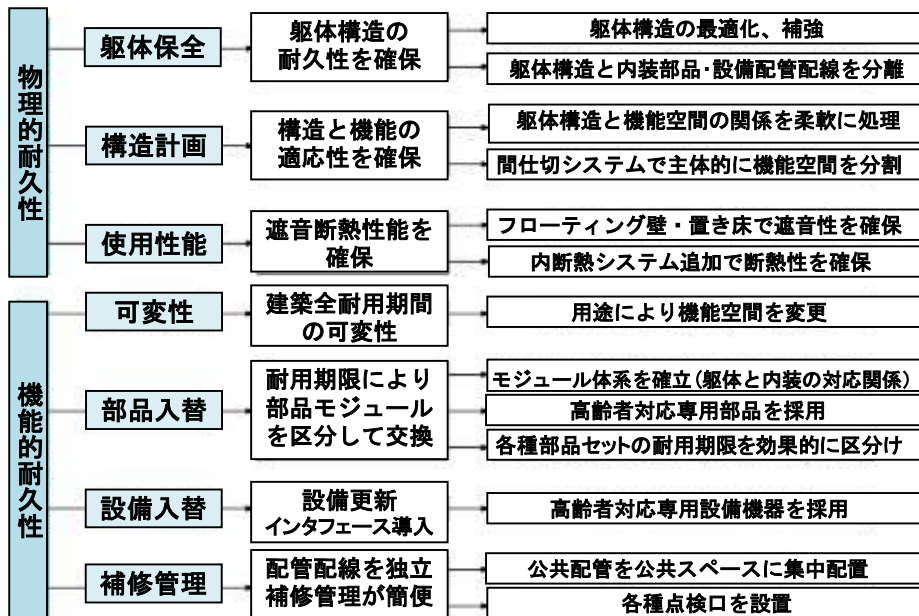 物理的耐久性
躯体保全
躯体構造の
耐久性を確保
躯体構造の最適化、補強
躯体構造と内装部品・設備配管配線を分離
構造計画
構造と機能の
適応性を確保
躯体構造と機能空間の関係を柔軟に処理
間仕切システムで主体的に機能空間を分割
使用性能
遮音断熱性能を
確保
フローティング壁・置き床で遮音性を確保
内断熱システム追加で断熱性を確保
機能的耐久性
可変性
建築全耐用期間
の可変性
用途により機能空間を変更
部品入替
耐用期限により
部品モジュール
を区分して交換
モジュール体系を確立(躯体と内装の対応関係)
高齢者対応専用部品を採用
各種部品セットの耐用期限を効果的に区分け
設備入替
設備更新
インタフェース導入
高齢者対応専用設備機器を採用
補修管理
配管配線を独立
補修管理が簡便
公共配管を公共スペースに集中配置
各種点検口を設置